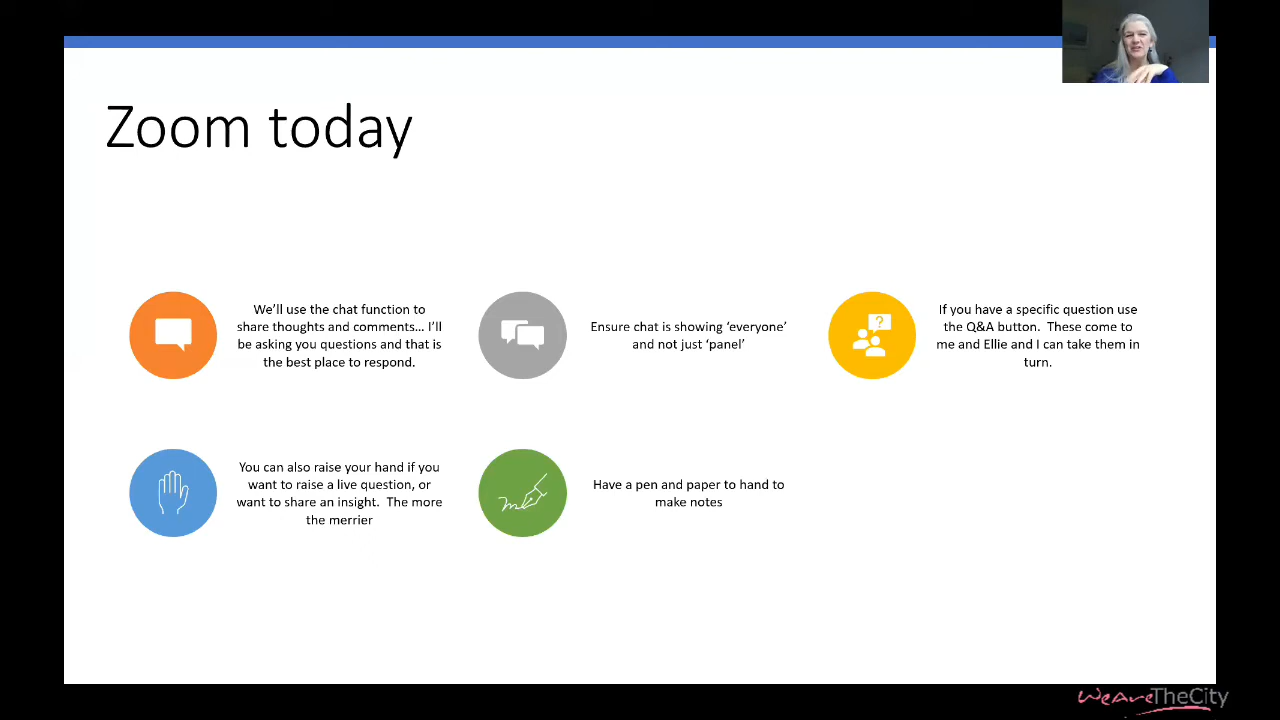 Zoom today
We’ll use the chat function to
share thoughts and comments… I’ll
be asking you questions and that is
the best place to respond.
Ensure chat is showing ‘everyone’
and not just ‘panel’
?
If you have a specific question use
the Q&A button.  These come to
me and Ellie and I can take them in
turn.
You can also raise your hand if you
want to raise a live question, or
want to share an insight.  The more
the merrier
Have a pen and paper to hand to
make notes
WeAreTheCity